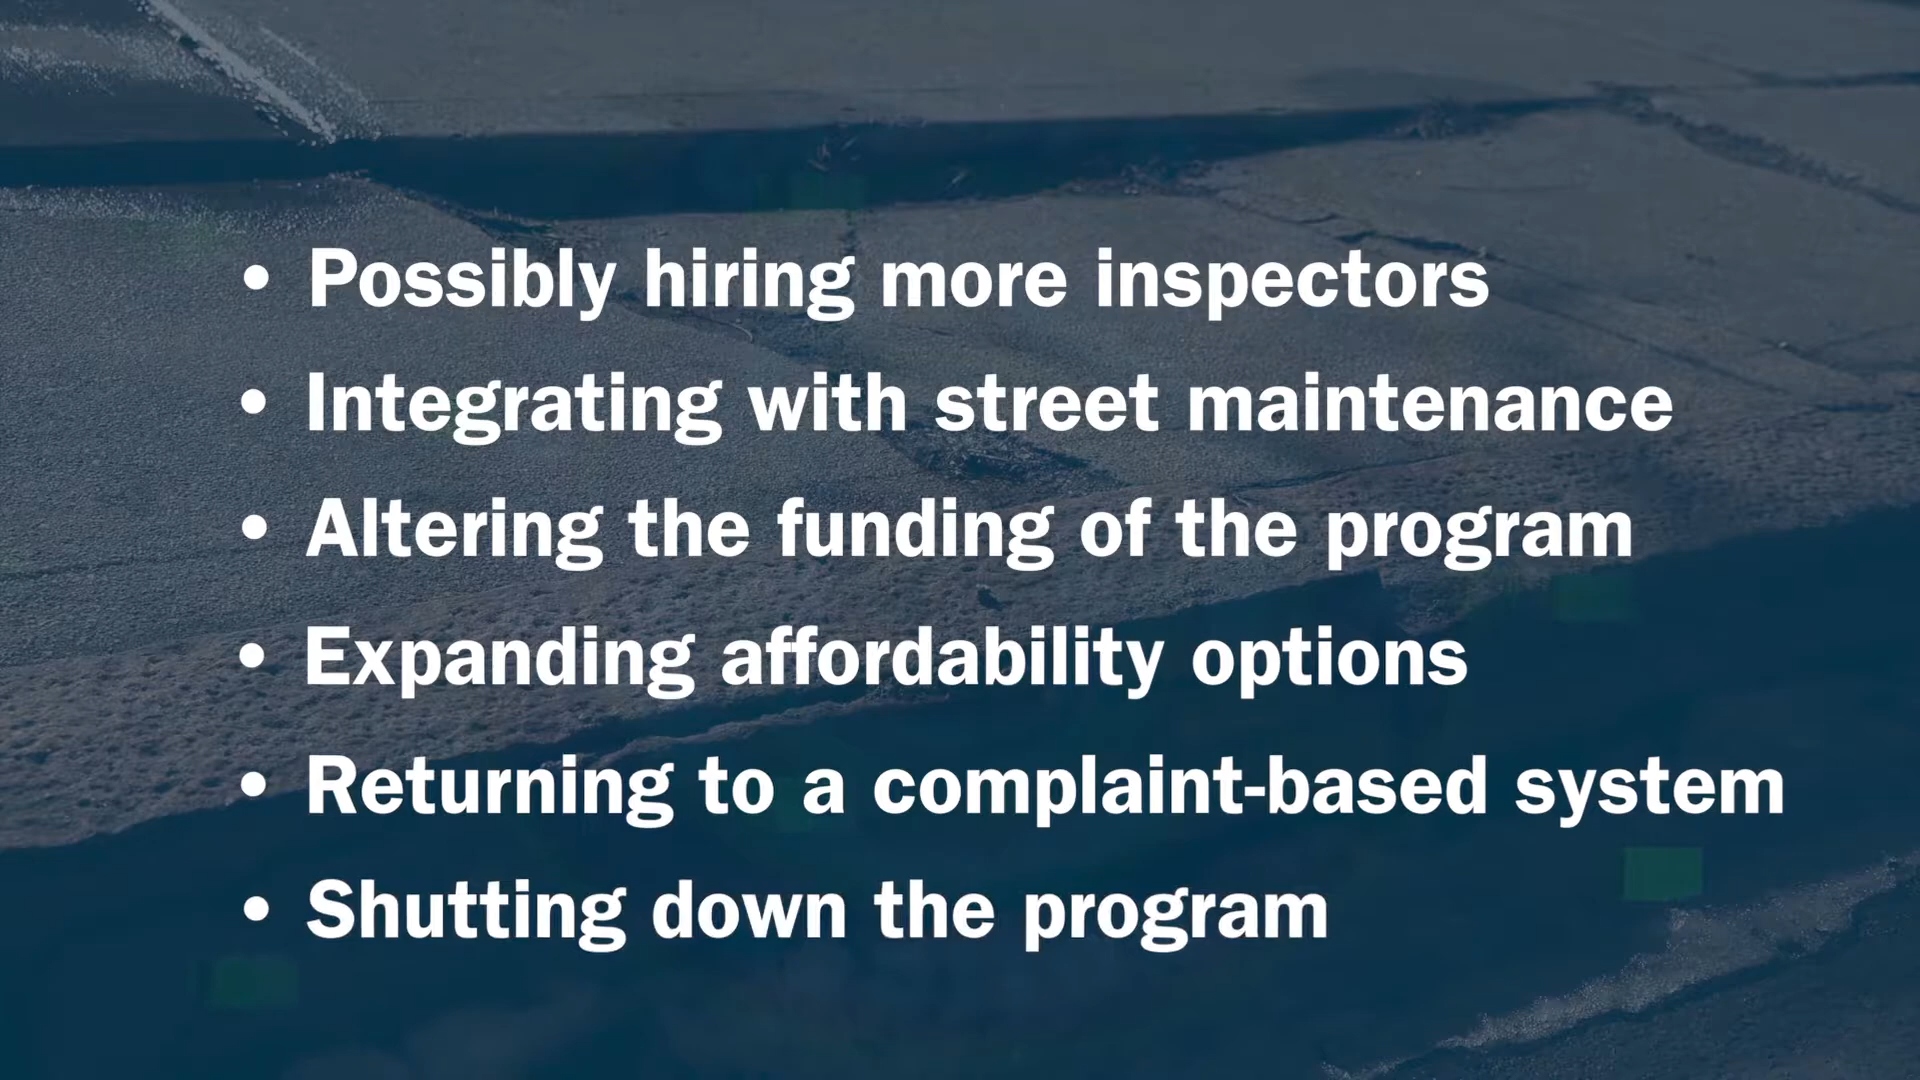 • Possibly hiring more inspectors
• Integrating with street maintenance
• Altering the funding of the program
• Expanding affordability options
• Returning to a complaint-based system
• Shutting down the program